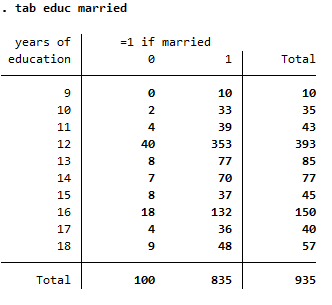 . tab educ married
years of =1 if married
education 0 1 Total
9 0 10 10
10 2 33 35
11 4 39 43
12 40 353 393
13 8 77 85
14 7 70 77
15 8 37 45
16 18 132 150
17 4 36 40
18 9 48 57
Total 100 835 935